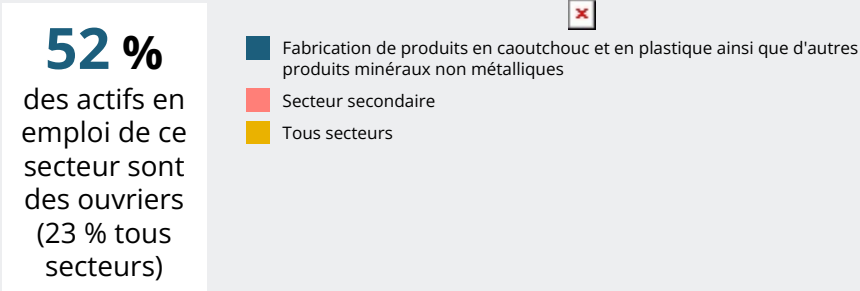 52 %
des actifs en
emploi de ce
secteur sont
des ouvriers
(23 % tous
secteurs)
Fabrication de produits en caoutchouc et en plastique ainsi que d'autres
produits minéraux non métalliques
Secteur secondaire
Tous secteurs